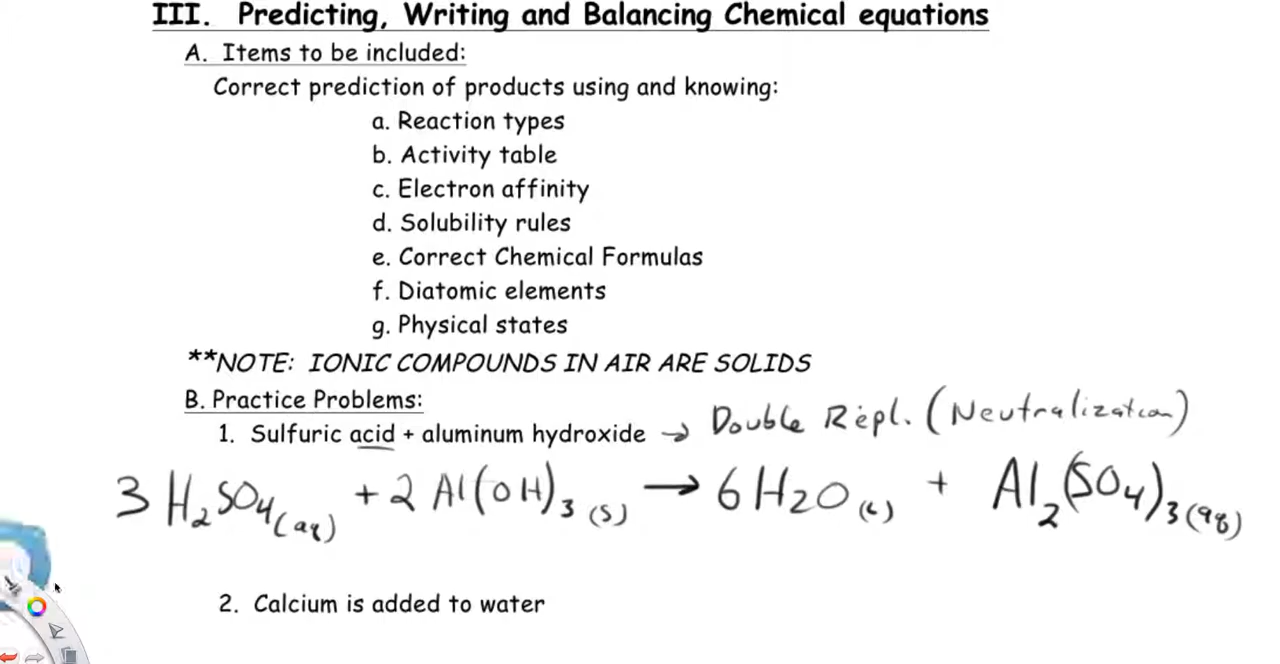 III. Predicting, Writing and Balancing Chemical equations
A. Items to be included:
Correct prediction of products using and knowing:
a. Reaction types
b. Activity table
c. Electron affinity
d. Solubility rules
e. Correct Chemical Formulas
f. Diatomic elements
g. Physical states
**NOTE: IONIC COMPOUNDS IN AIR ARE SOLIDS
B. Practice Problems:
1. Sulfuric acid + aluminum hydroxide → Double Repl. (Neutralization)
3 H₂SO₄(aq) + 2 Al(OH)₃(s) → 6 H₂O(l) + Al₂(SO₄)₃(aq)
2. Calcium is added to water